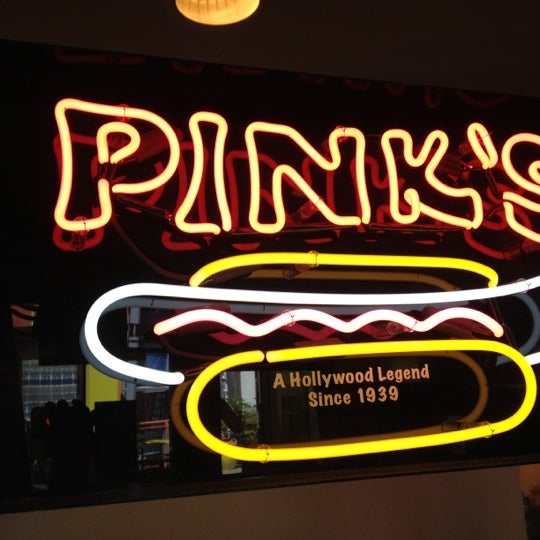 PINK'S
A Hollywood Legend
Since 1939